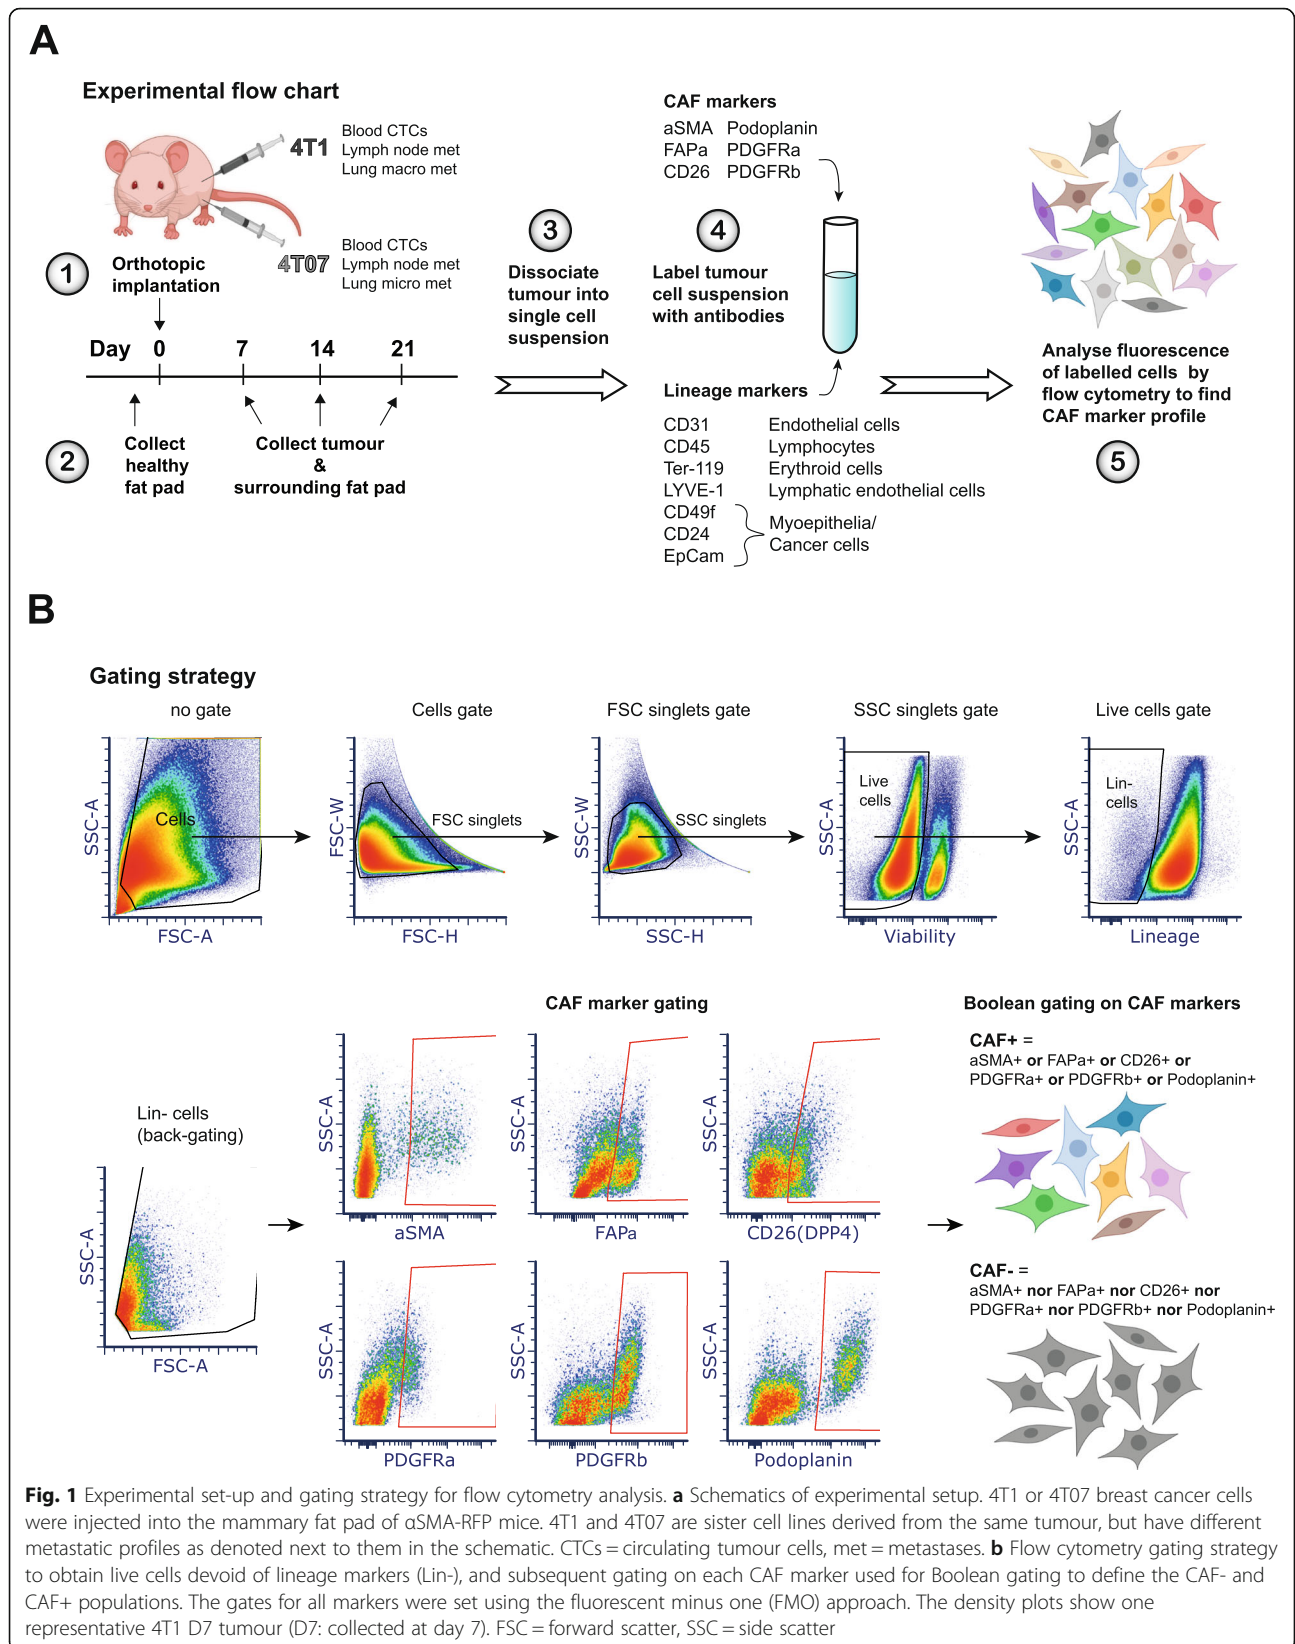 A
Experimental flow chart
4T1
Blood CTCs
Lymph node met
Lung macro met
4T07
Blood CTCs
Lymph node met
Lung micro met
1
Orthotopic
implantation
Day 0 7 14 21
2
Collect
healthy
fat pad
Collect tumour
&
surrounding fat pad
3
Dissociate
tumour into
single cell
suspension
CAF markers
aSMA Podoplanin
FAPa PDGFRa
CD26 PDGFRb
4
Label tumour
cell suspension
with antibodies
Lineage markers
CD31 Endothelial cells
CD45 Lymphocytes
Ter-119 Erythroid cells
LYVE-1 Lymphatic endothelial cells
CD49f
CD24
EpCam
Myoepithelia/
Cancer cells
Analyse fluorescence
of labelled cells by
flow cytometry to find
CAF marker profile
5
B
Gating strategy
no gate
Cells gate
FSC singlets gate
SSC singlets gate
Live cells gate
SSC-A
Cells
FSC-A
FSC-W
FSC singlets
FSC-H
SSC-W
SSC singlets
SSC-H
SSC-A
Live
cells
Viability
SSC-A
Lin-
cells
Lineage
Lin- cells
(back-gating)
SSC-A
FSC-A
CAF marker gating
SSC-A
aSMA
SSC-A
FAPa
SSC-A
CD26(DPP4)
SSC-A
PDGFRa
SSC-A
PDGFRb
SSC-A
Podoplanin
Boolean gating on CAF markers
CAF+ =
aSMA+ or FAPa+ or CD26+ or
PDGFRa+ or PDGFRb+ or Podoplanin+
CAF- =
aSMA+ nor FAPa+ nor CD26+ nor
PDGFRa+ nor PDGFRb+ nor Podoplanin+
Fig. 1 Experimental set-up and gating strategy for flow cytometry analysis. a Schematics of experimental setup. 4T1 or 4T07 breast cancer cells
were injected into the mammary fat pad of αSMA-RFP mice. 4T1 and 4T07 are sister cell lines derived from the same tumour, but have different
metastatic profiles as denoted next to them in the schematic. CTCs = circulating tumour cells, met = metastases. b Flow cytometry gating strategy
to obtain live cells devoid of lineage markers (Lin-), and subsequent gating on each CAF marker used for Boolean gating to define the CAF- and
CAF+ populations. The gates for all markers were set using the fluorescent minus one (FMO) approach. The density plots show one
representative 4T1 D7 tumour (D7: collected at day 7). FSC = forward scatter, SSC = side scatter